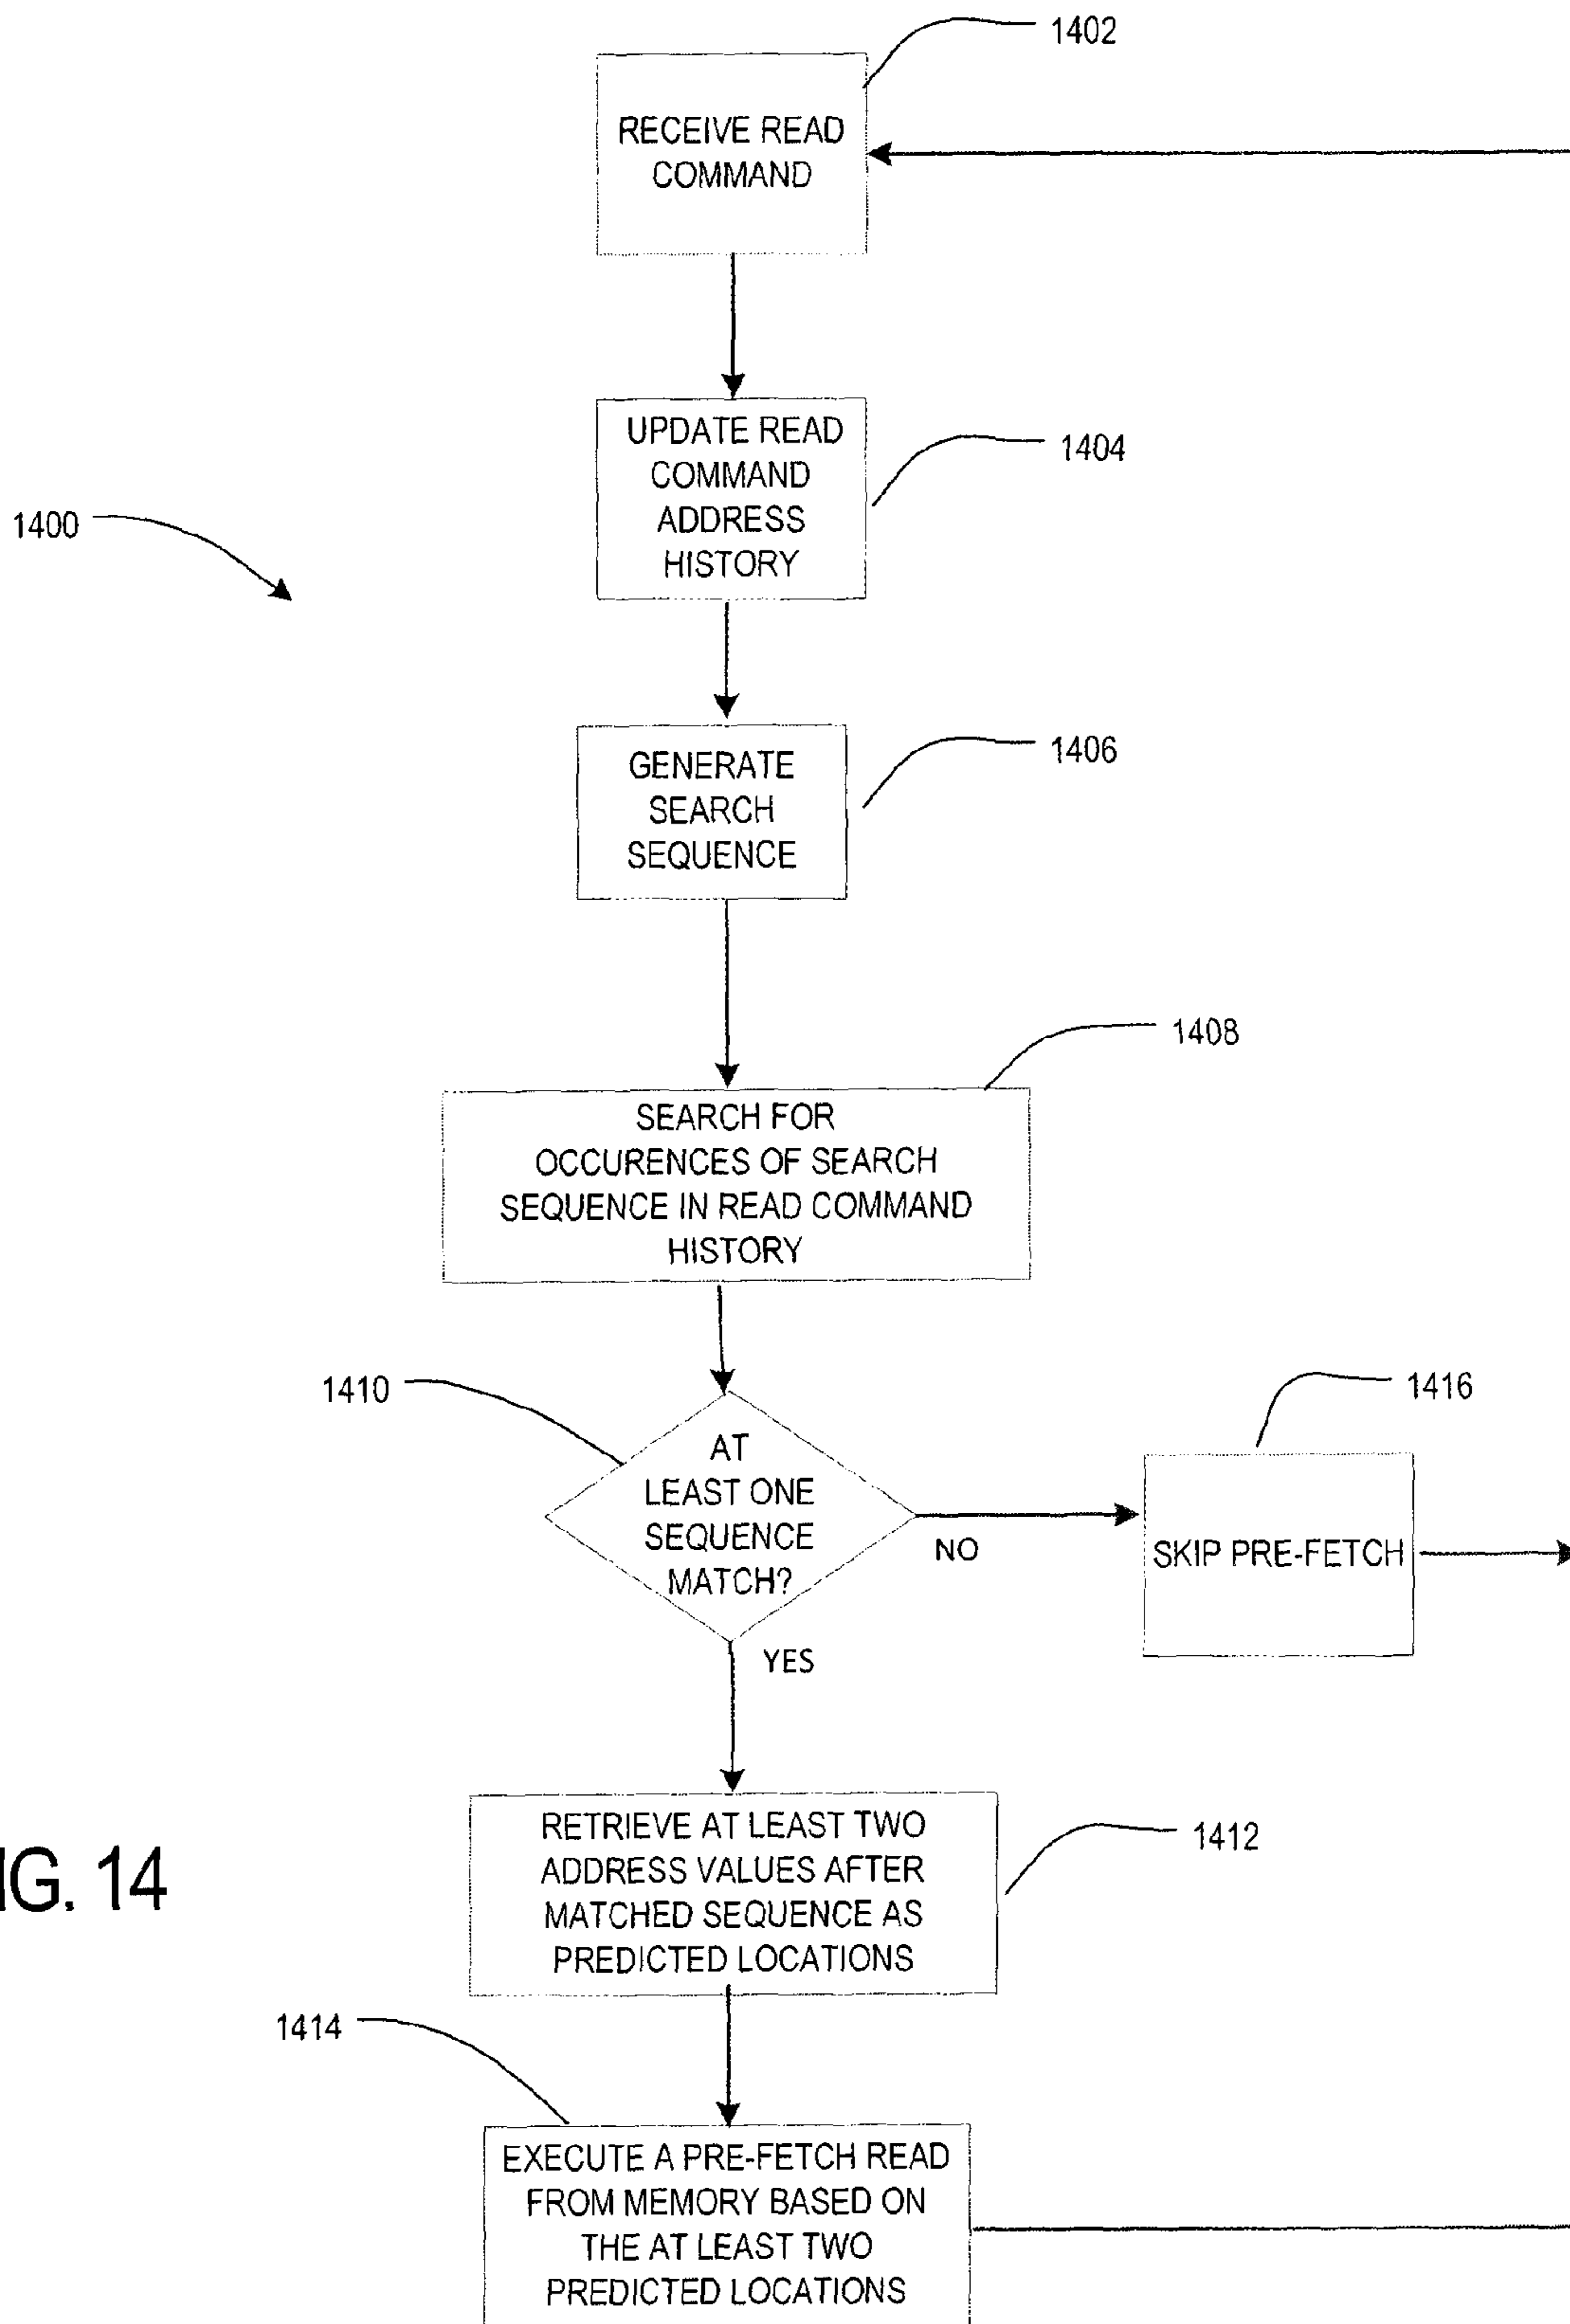 1402
RECEIVE READ
COMMAND
UPDATE READ
COMMAND
ADDRESS
HISTORY
1404
1400
GENERATE
SEARCH
SEQUENCE
1406
1408
SEARCH FOR
OCCURENCES OF SEARCH
SEQUENCE IN READ COMMAND
HISTORY
1410
AT
LEAST ONE
SEQUENCE
MATCH?
NO
1416
SKIP PRE-FETCH
YES
RETRIEVE AT LEAST TWO
ADDRESS VALUES AFTER
MATCHED SEQUENCE AS
PREDICTED LOCATIONS
1412
IG. 14
1414
EXECUTE A PRE-FETCH READ
FROM MEMORY BASED ON
THE AT LEAST TWO
PREDICTED LOCATIONS